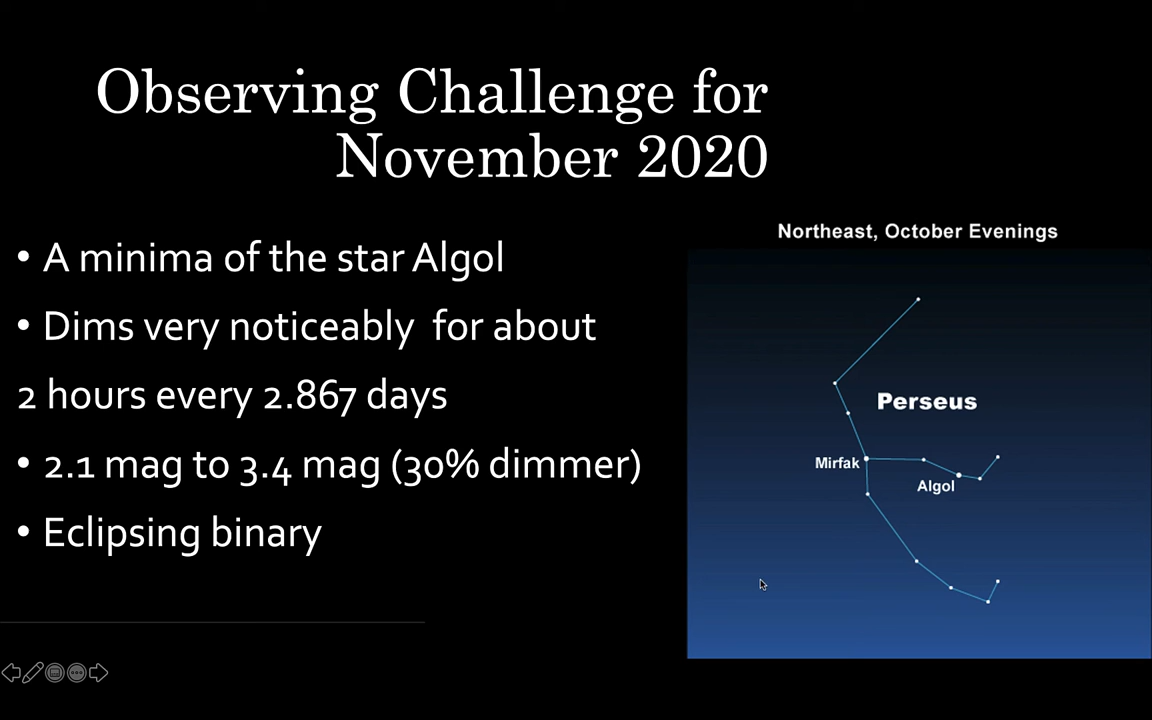 Observing Challenge for
November 2020
• A minima of the star Algol
• Dims very noticeably for about
2 hours every 2.867 days
• 2.1 mag to 3.4 mag (30% dimmer)
• Eclipsing binary
Northeast, October Evenings
Perseus
Mirfak
Algol